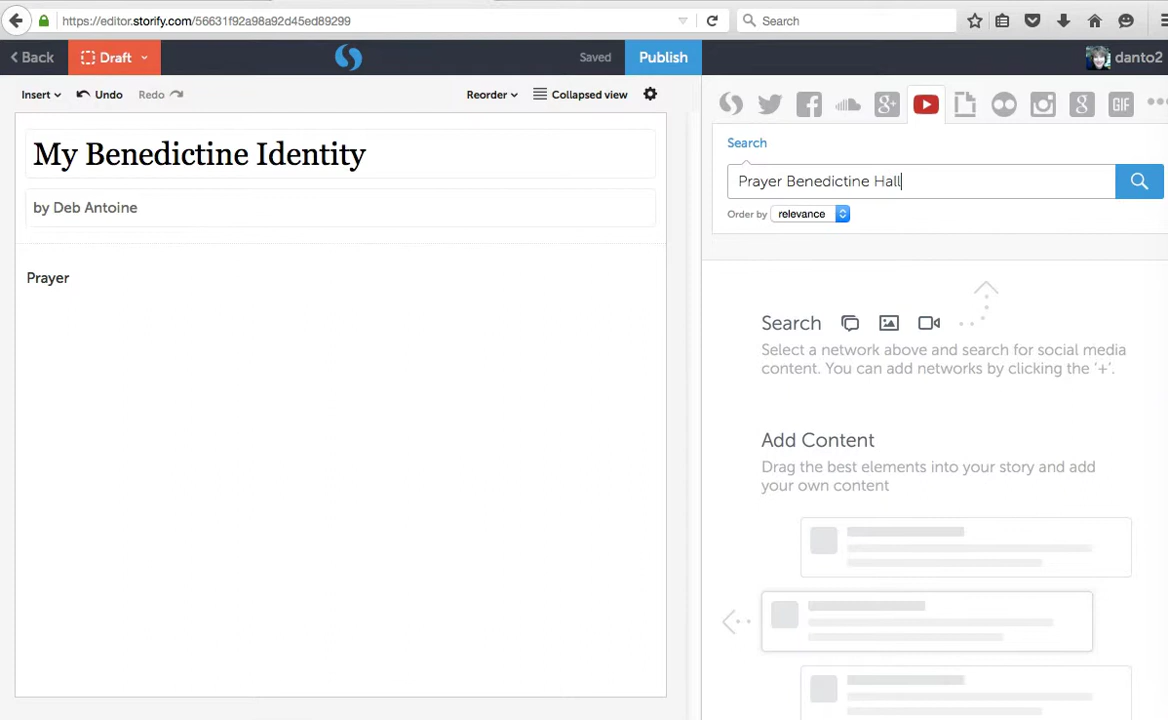 https://editor.storify.com/56631f92a98a92d45ed89299
Search
Back
Draft
Saved
Publish
danto2
Insert
Undo
Redo
Reorder
Collapsed view
GIF
My Benedictine Identity
by Deb Antoine
Prayer
Search
Prayer Benedictine Hall
Order by
relevance
Search
Select a network above and search for social media
content. You can add networks by clicking the '+'.
Add Content
Drag the best elements into your story and add
your own content